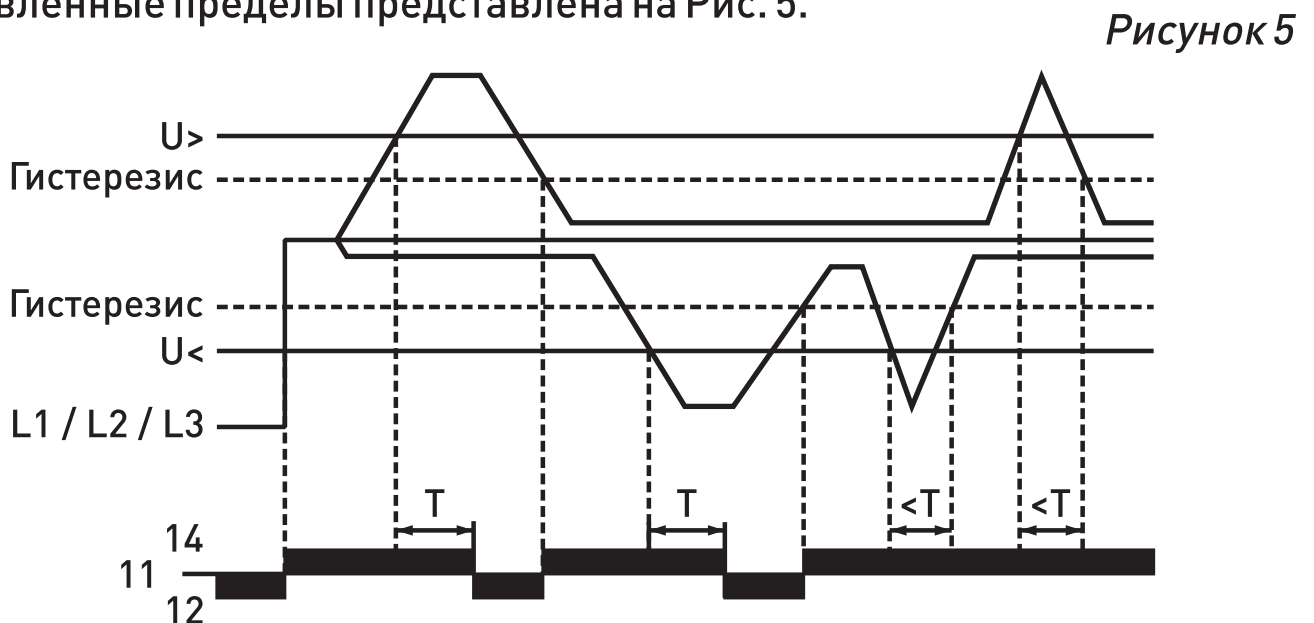 вленные пределы представлена на Рис. 5.
Рисунок 5
U>
Гистерезис
Гистерезис
U<
L1 / L2 / L3
T
T
<T
<T
14
11
12